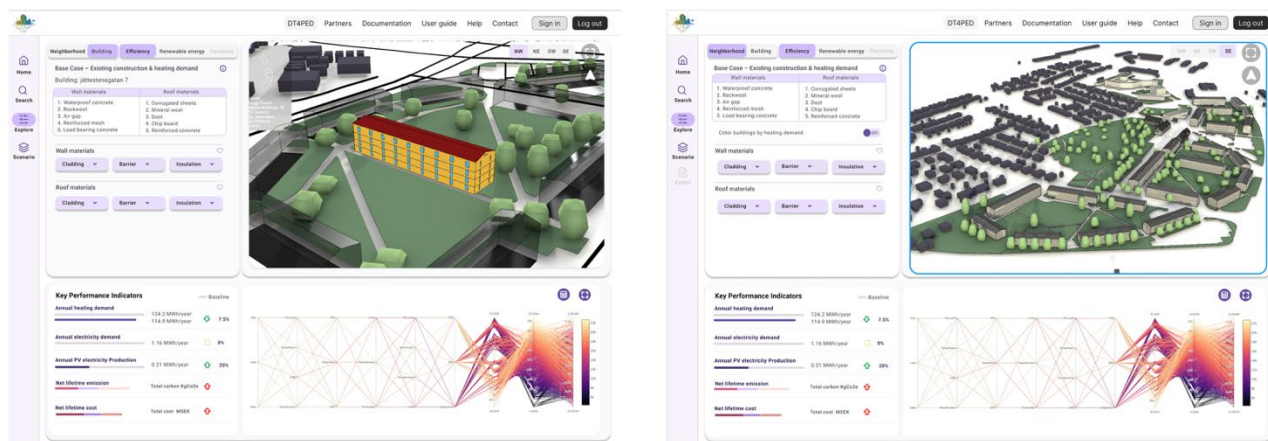 DT4PED Partners Documentation User guide Help Contact Sign in Log out
Home
Search
Explore
Scenario
Neighborhood Building Efficiency Renewable energy Flexibility
Base Case – Existing construction & heating demand
Building: jättestensgatan 7
Wall materials Roof materials
1. Waterproof concrete 1. Corrugated sheets
2. Rockwool 2. Mineral wool
3. Air gap 3. Dust
4. Reinforced mesh 4. Chip board
5. Load bearing concrete 5. Reinforced concrete
Wall materials
Cladding Barrier Insulation
Roof materials
Cladding Barrier Insulation
NW NE SW SE
Key Performance Indicators Baseline
Annual heating demand
124.2 MWh/year
114.9 MWh/year 7.5%
Annual electricity demand
1.16 MWh/year 0%
Annual PV electricity Production
0.21 MWh/year 20%
Net lifetime emission
Total carbon KgCo2e
Net lifetime cost
Total cost MSEK
DT4PED Partners Documentation User guide Help Contact Sign in Log out
Home
Search
Explore
Scenario
Export
Neighborhood Building Efficiency Renewable energy Flexibility
Base Case – Existing construction & heating demand
Wall materials Roof materials
1. Waterproof concrete 1. Corrugated sheets
2. Rockwool 2. Mineral wool
3. Air gap 3. Dust
4. Reinforced mesh 4. Chip board
5. Load bearing concrete 5. Reinforced concrete
Color buildings by heating demand
Wall materials
Cladding Barrier Insulation
Roof materials
Cladding Barrier Insulation
NW NE SW SE
Key Performance Indicators Baseline
Annual heating demand
124.2 MWh/year
114.9 MWh/year 7.5%
Annual electricity demand
1.16 MWh/year 0%
Annual PV electricity Production
0.21 MWh/year 20%
Net lifetime emission
Total carbon KgCo2e
Net lifetime cost
Total cost MSEK